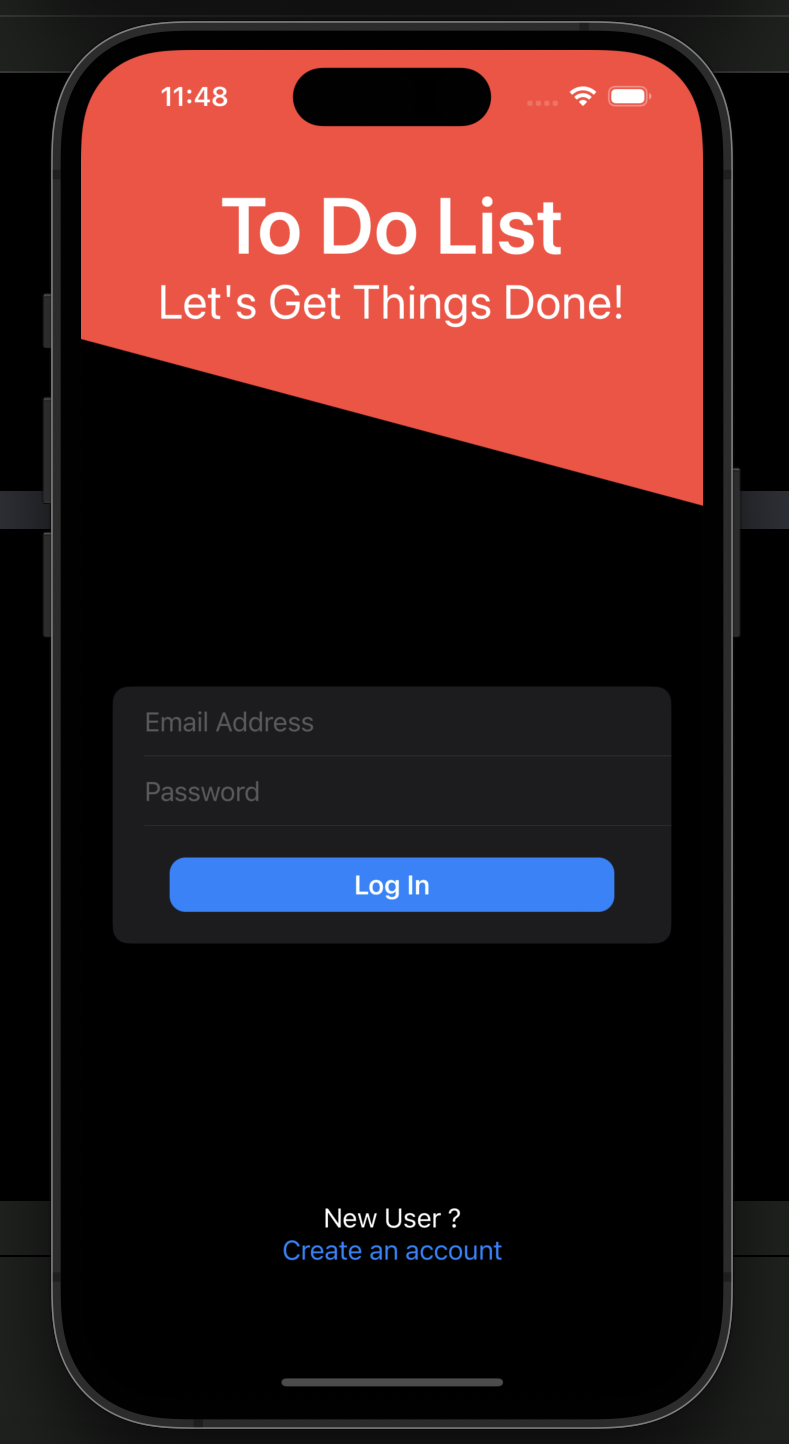 11:48
To Do List
Let's Get Things Done!
Email Address
Password
Log In
New User ?
Create an account